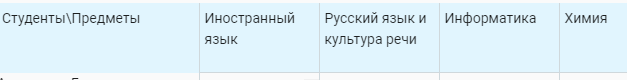 Студенты\Предметы
Иностранный
язык
Русский язык и
культура речи
Информатика
Химия